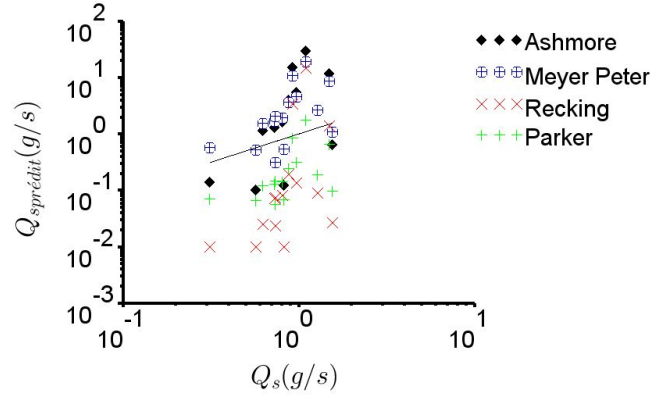 10^2
10^1
10^0
10^-1
10^-2
10^-3
10^-1
10^0
10^1
Q_sprédit(g/s)
Q_s(g/s)
Ashmore
Meyer Peter
Recking
Parker